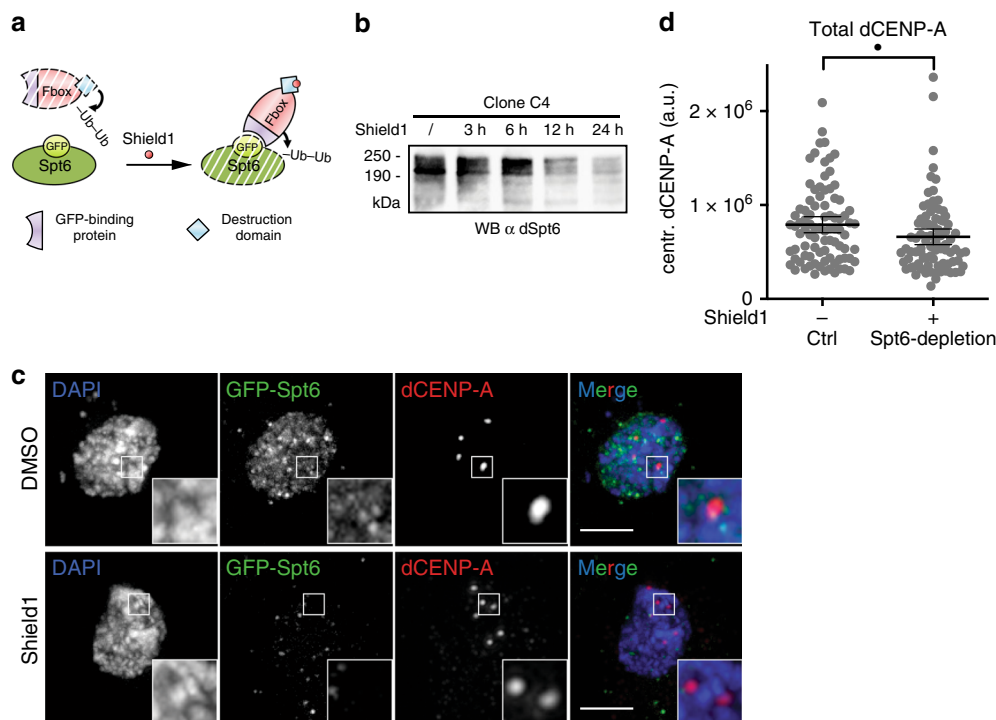 a
Fbox
–Ub–Ub
GFP
Spt6
Shield1
Fbox
GFP
Spt6
–Ub–Ub
GFP-binding protein
Destruction domain
b
Clone C4
Shield1 / 3 h 6 h 12 h 24 h
250 -
190 -
kDa
WB α dSpt6
d
Total dCENP-A
•
centr. dCENP-A (a.u.)
2 × 10⁶
1 × 10⁶
0
Shield1 – +
Ctrl Spt6-depletion
c
DMSO
DAPI GFP-Spt6 dCENP-A Merge
Shield1
DAPI GFP-Spt6 dCENP-A Merge